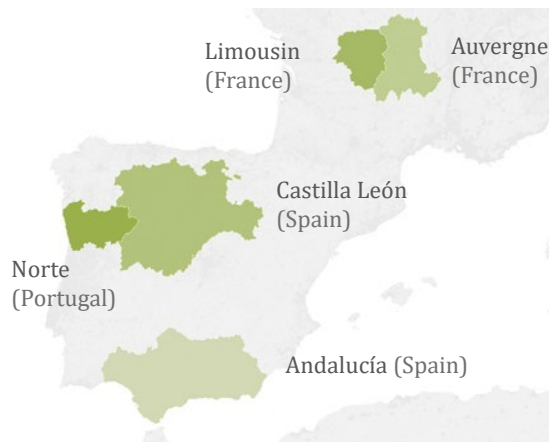 Limousin
(France)
Auvergne
(France)
Castilla León
(Spain)
Norte
(Portugal)
Andalucía (Spain)